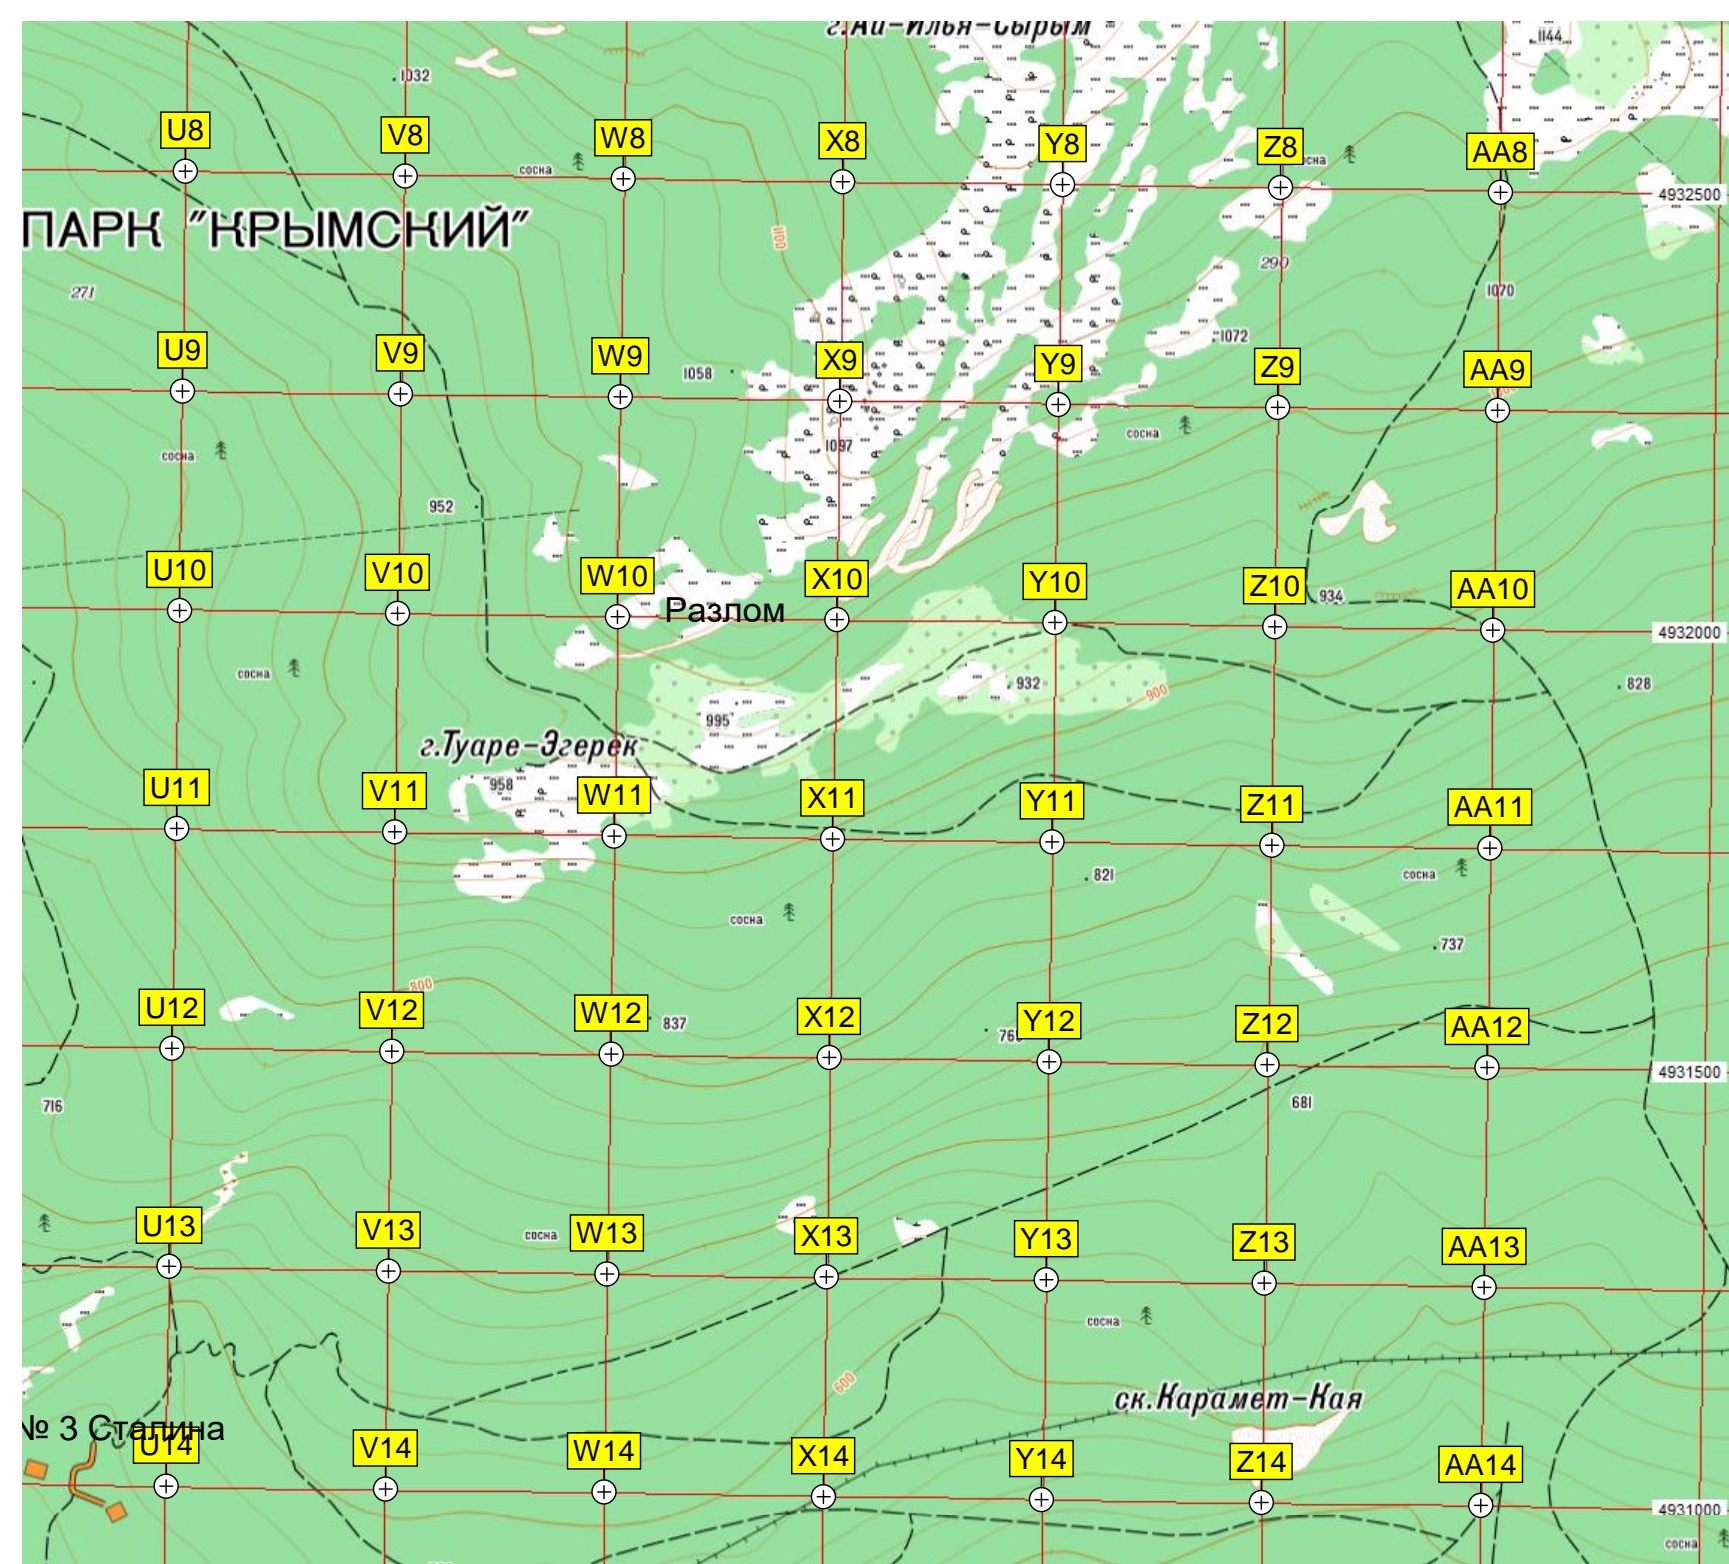 г.Ай-Илья-Сырым
1144
1032
U8
V8
W8
X8
Y8
Z8
AA8
сосна
сосна
4932500
ПАРК "КРЫМСКИЙ"
1100
290
271
1070
1072
U9
V9
W9
X9
Y9
Z9
AA9
1058
сосна
1097
сосна
952
U10
V10
W10
X10
Y10
Z10
AA10
934
Разлом
4932000
сосна
932
900
828
995
г.Туаре-Эгерек
958
U11
V11
W11
X11
Y11
Z11
AA11
821
сосна
сосна
737
800
U12
V12
W12
X12
Y12
Z12
AA12
837
4931500
716
681
U13
V13
W13
X13
Y13
Z13
AA13
сосна
сосна
600
ск.Карамет-Кая
№ 3 Сталина
U14
V14
W14
X14
Y14
Z14
AA14
4931000
сосна